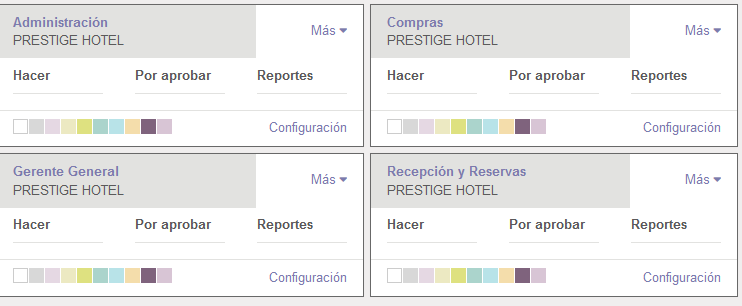 Administración
PRESTIGE HOTEL
Más
Hacer Por aprobar Reportes
Configuración
Compras
PRESTIGE HOTEL
Más
Hacer Por aprobar Reportes
Configuración
Gerente General
PRESTIGE HOTEL
Más
Hacer Por aprobar Reportes
Configuración
Recepción y Reservas
PRESTIGE HOTEL
Más
Hacer Por aprobar Reportes
Configuración